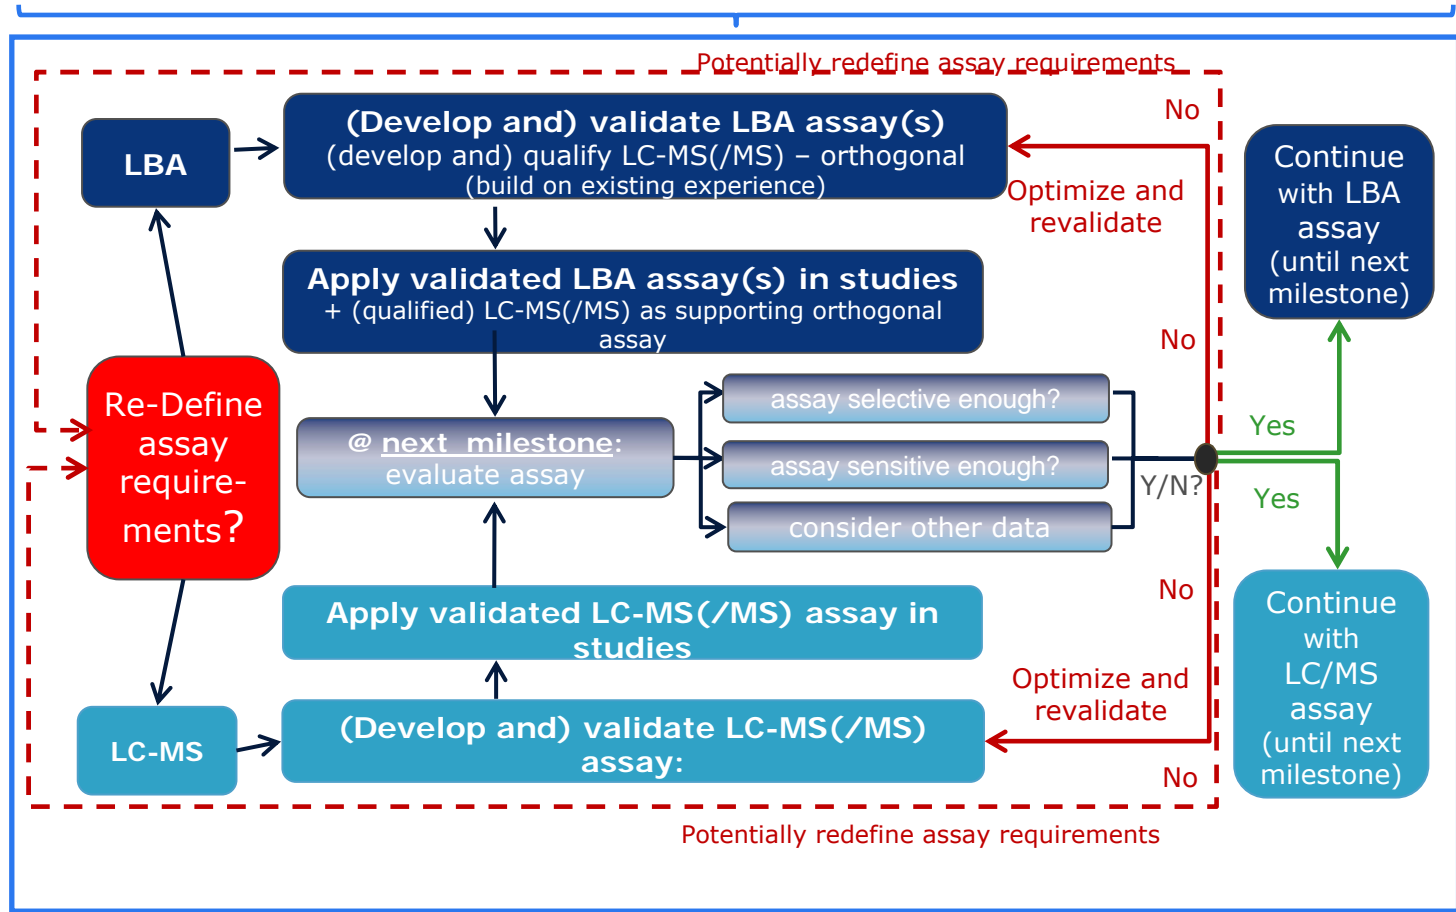 Potentially redefine assay requirements
No
(Develop and) validate LBA assay(s)
(develop and) qualify LC-MS(/MS) – orthogonal
(build on existing experience)
LBA
Optimize and
revalidate
Continue
with LBA
assay
(until next
milestone)
Apply validated LBA assay(s) in studies
+ (qualified) LC-MS(/MS) as supporting orthogonal
assay
No
Re-Define
assay
require-
ments?
@ next milestone:
evaluate assay
assay selective enough?
assay sensitive enough?
consider other data
Y/N?
Yes
Yes
No
Apply validated LC-MS(/MS) assay in
studies
Continue
with
LC/MS
assay
(until next
milestone)
Optimize and
revalidate
LC-MS
(Develop and) validate LC-MS(/MS)
assay:
No
Potentially redefine assay requirements